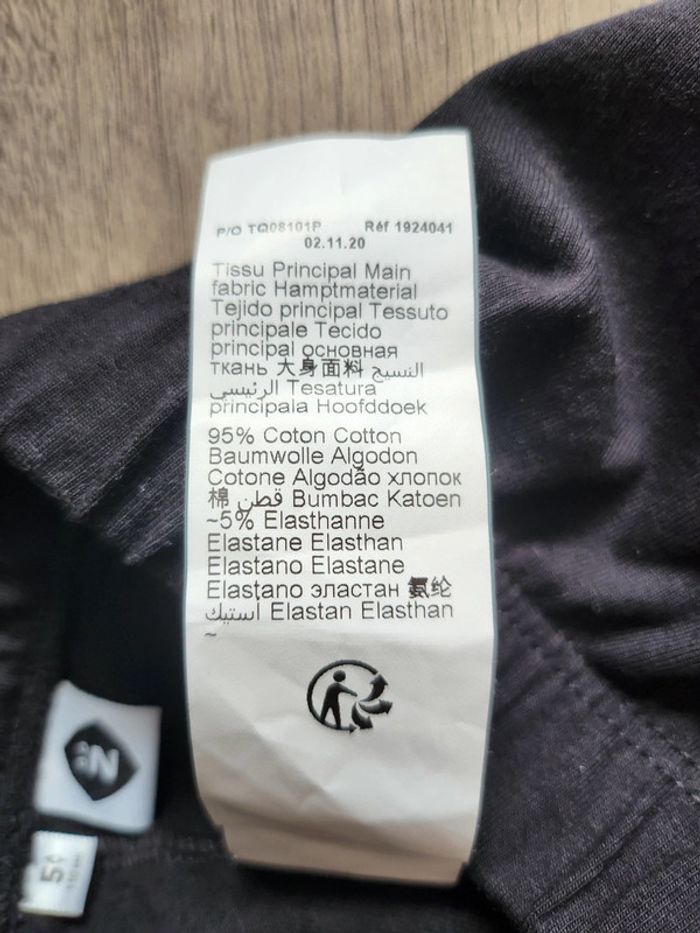 P/O TQ08101P Réf 1924041
02.11.20
Tissu Principal Main
fabric Hamptmaterial
Tejido principal Tessuto
principale Tecido
principal основная
ткань 大身面料 النسيج
الرئيسي Tesatura
principala Hoofddoek
95% Coton Cotton
Baumwolle Algodon
Cotone Algodão хлопок
棉 قطن Bumbac Katoen
~5% Elasthanne
Elastane Elasthan
Elastano Elastane
Elastano эластан 氨纶
استيك Elastan Elasthan
~